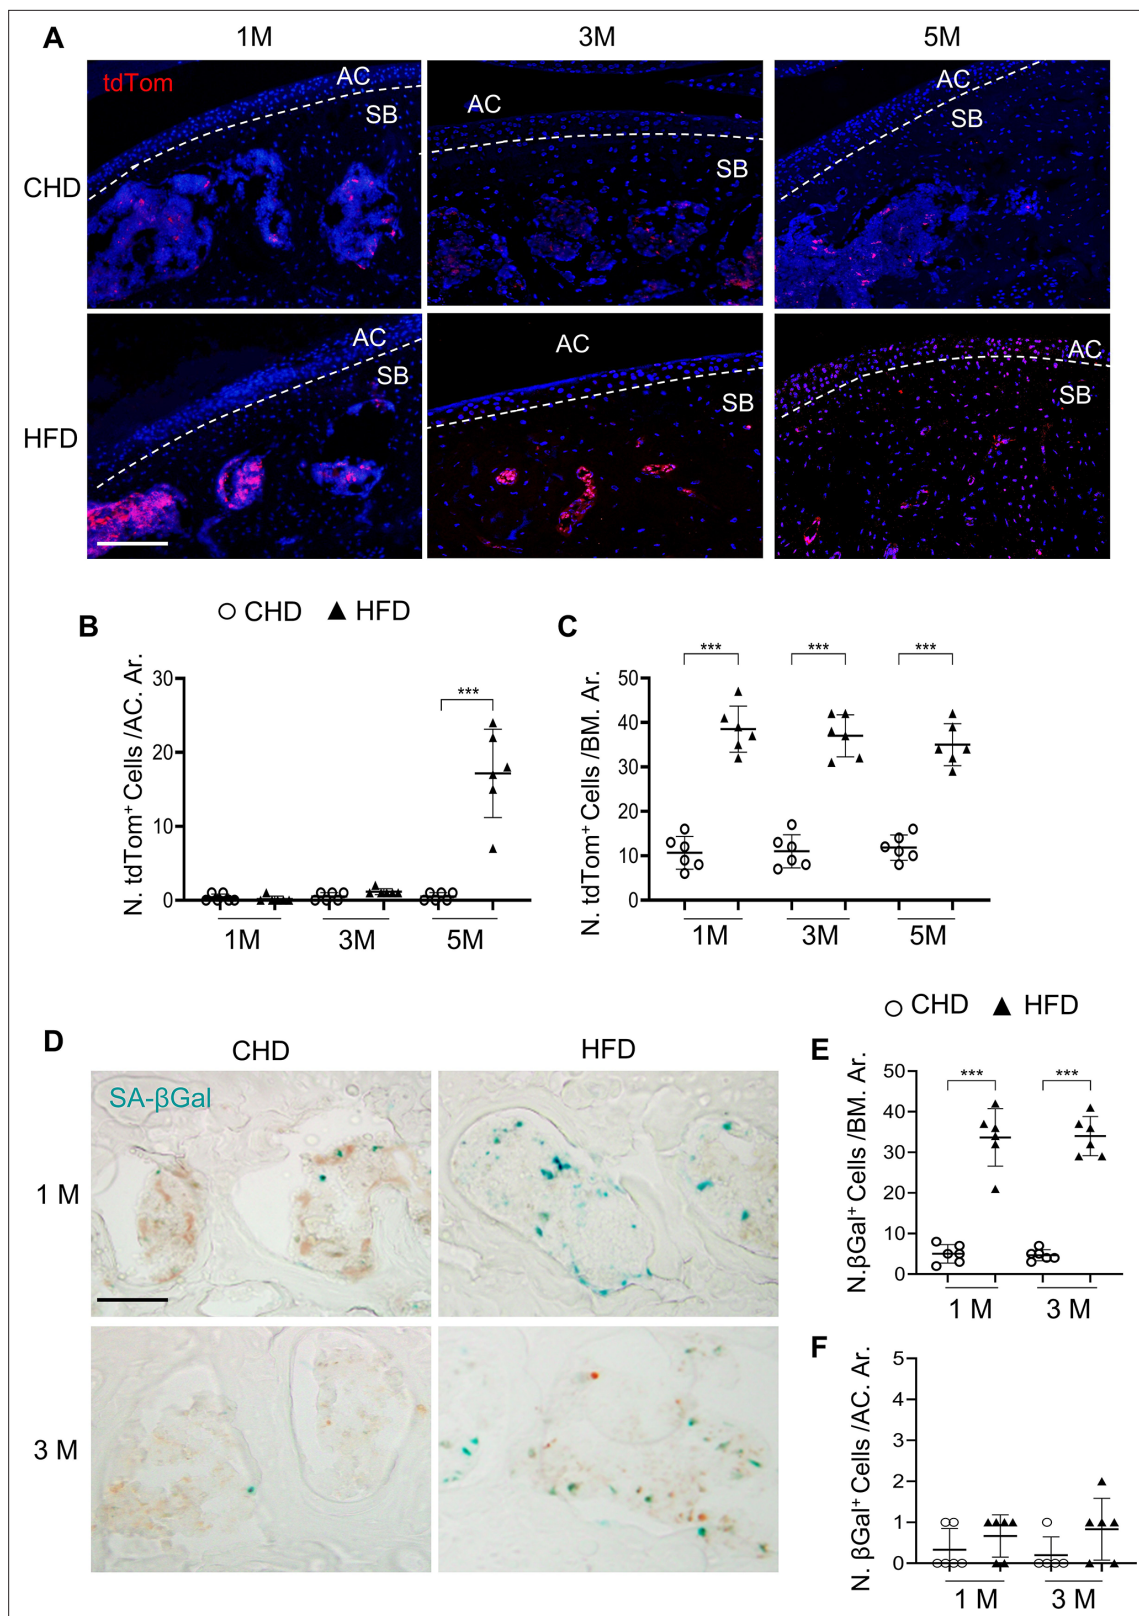 A
1M
3M
5M
tdTom
AC
SB
AC
SB
AC
SB
CHD
AC
SB
AC
SB
AC
SB
HFD
CHD HFD
B
N. tdTom⁺ Cells /AC. Ar.
30
20
10
0
***
1M
3M
5M
C
N. tdTom⁺ Cells /BM. Ar.
50
40
30
20
10
0
***
***
***
1M
3M
5M
D
CHD
HFD
SA-βGal
1 M
3 M
CHD HFD
E
N.βGal⁺ Cells /BM. Ar.
50
40
30
20
10
0
***
***
1 M
3 M
F
N. βGal⁺ Cells /AC. Ar.
5
4
3
2
1
0
1 M
3 M